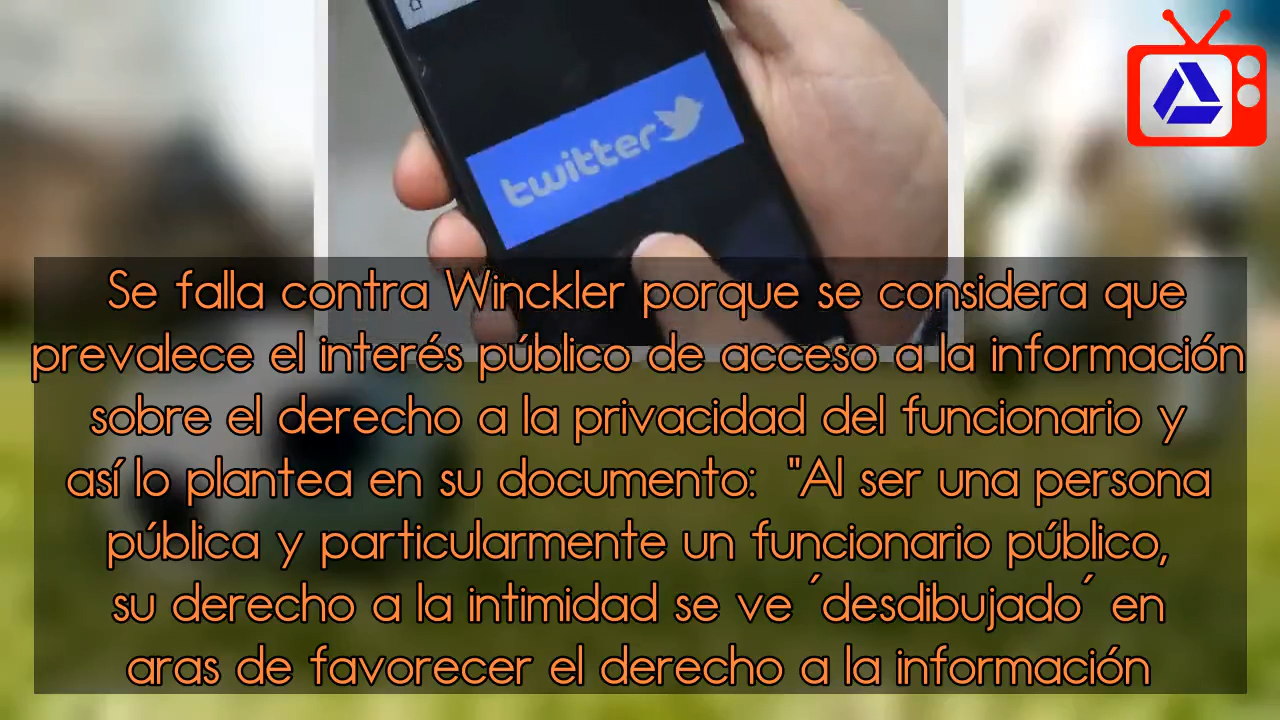 twitter
Se falla contra Winckler porque se considera que
prevalece el interés público de acceso a la información
sobre el derecho a la privacidad del funcionario y
así lo plantea en su documento:  "Al ser una persona
pública y particularmente un funcionario público,
su derecho a la intimidad se ve ´desdibujado´ en
aras de favorecer el derecho a la información